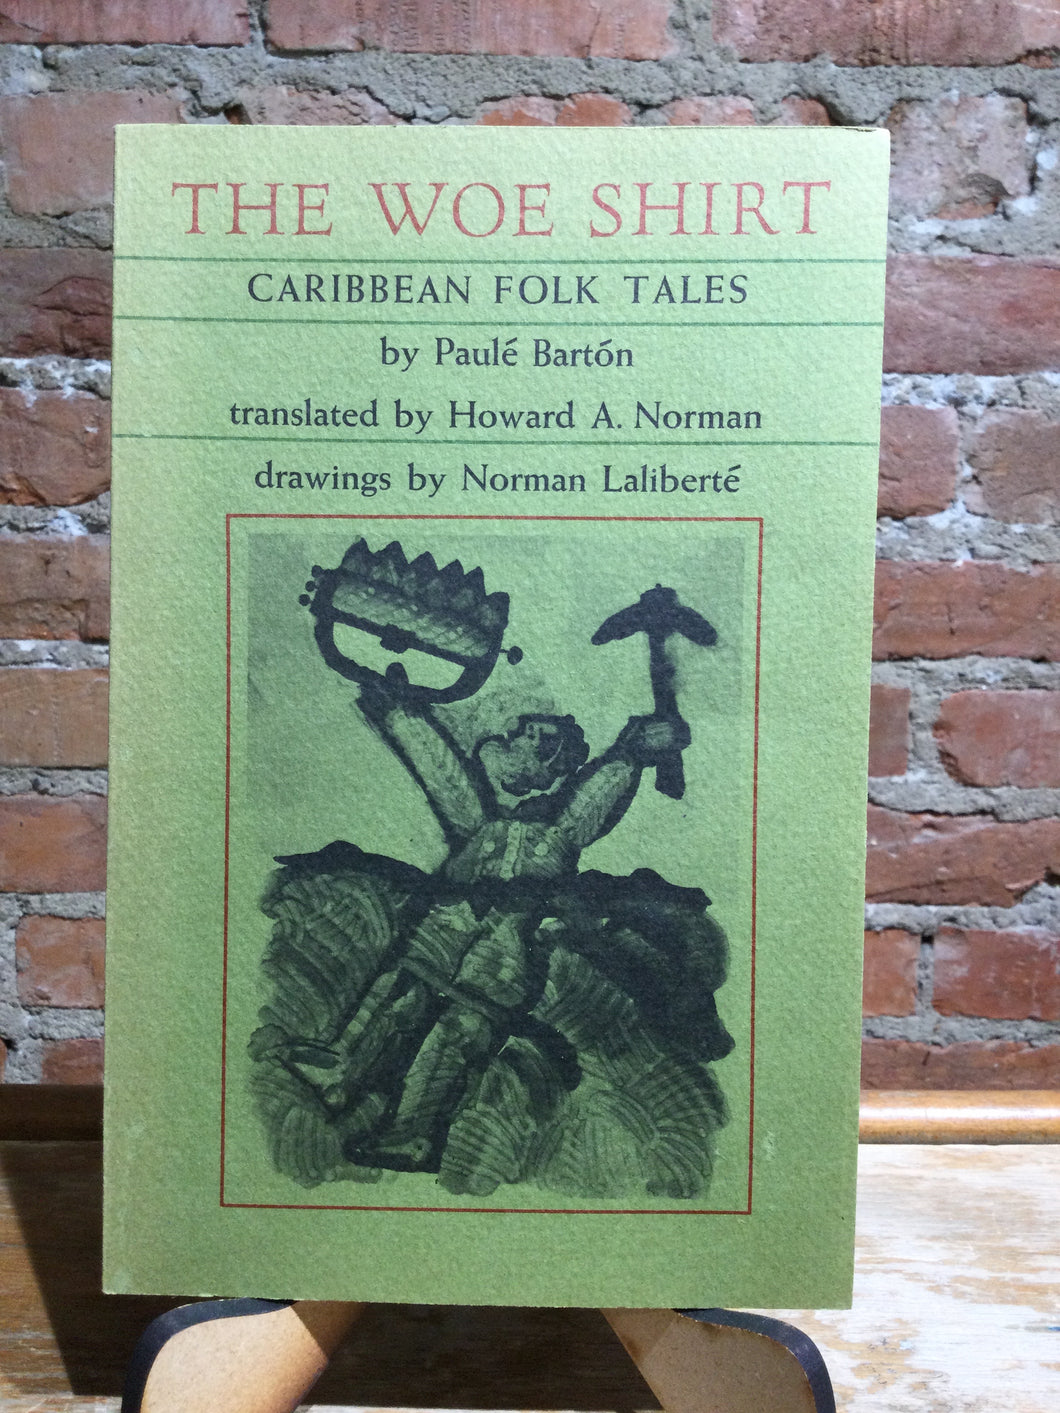 THE WOE SHIRT
CARIBBEAN FOLK TALES
by Paulé Bartón
translated by Howard A. Norman
drawings by Norman Laliberté